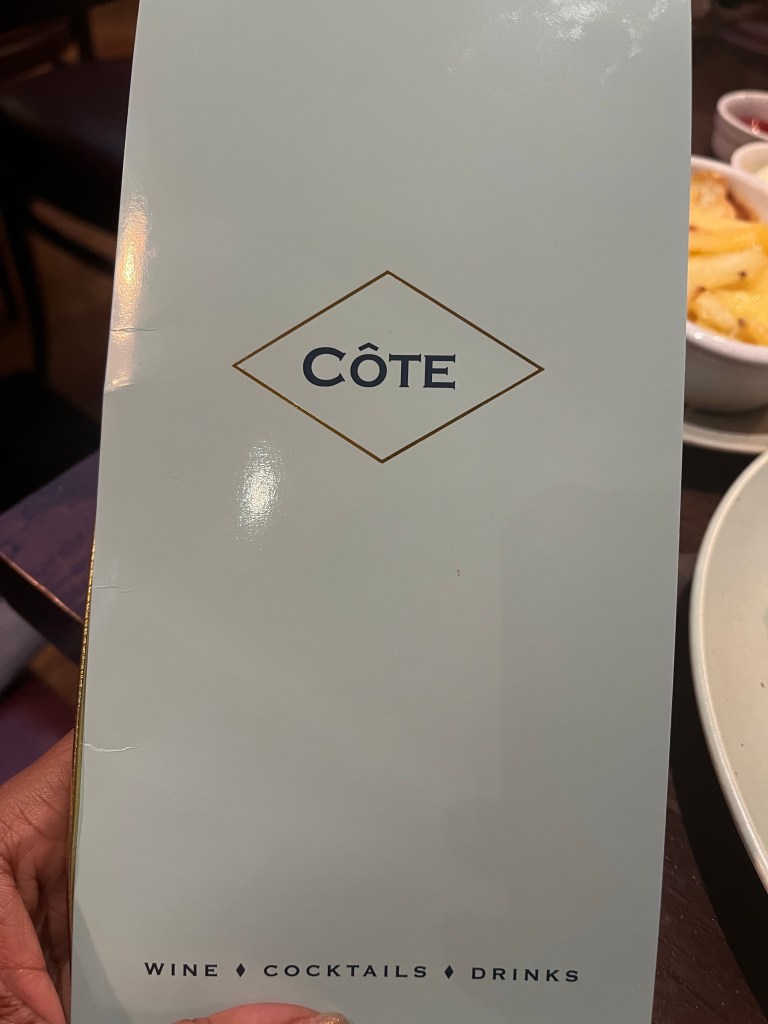 CÔTE
WINE ♦ COCKTAILS ♦ DRINKS